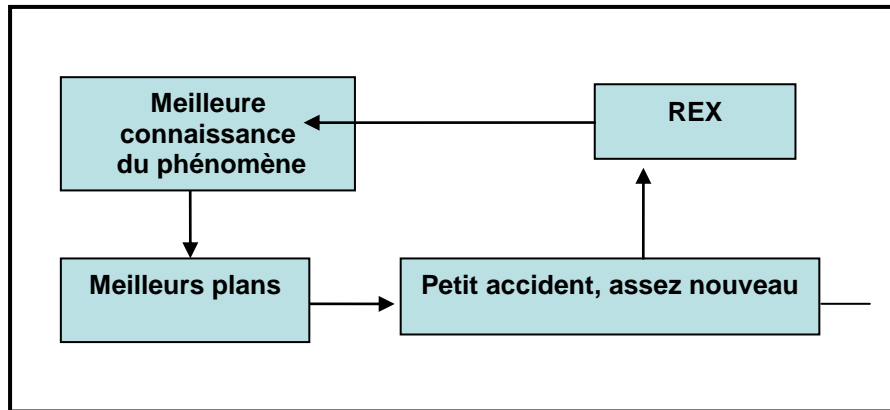 Meilleure
connaissance
du phénomène
REX
Meilleurs plans
Petit accident, assez nouveau